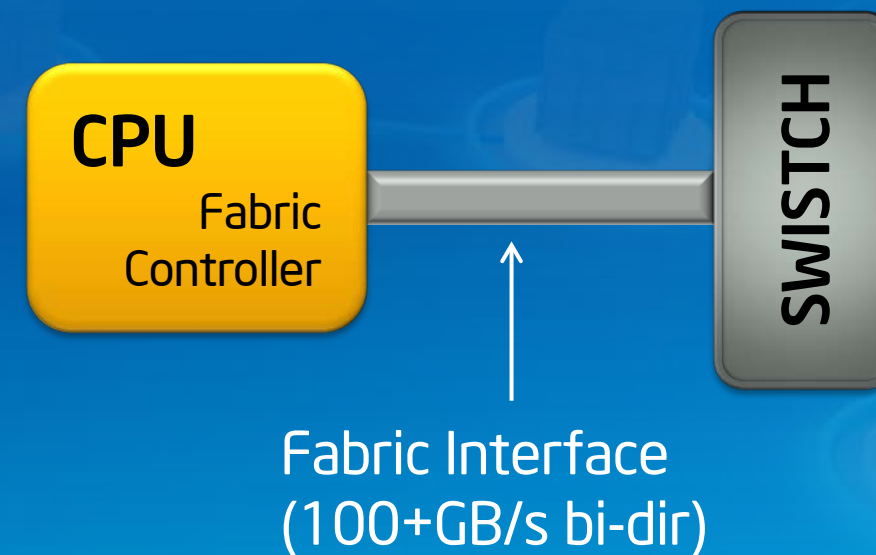 CPU
Fabric
Controller
SWISTCH
Fabric Interface
(100+GB/s bi-dir)